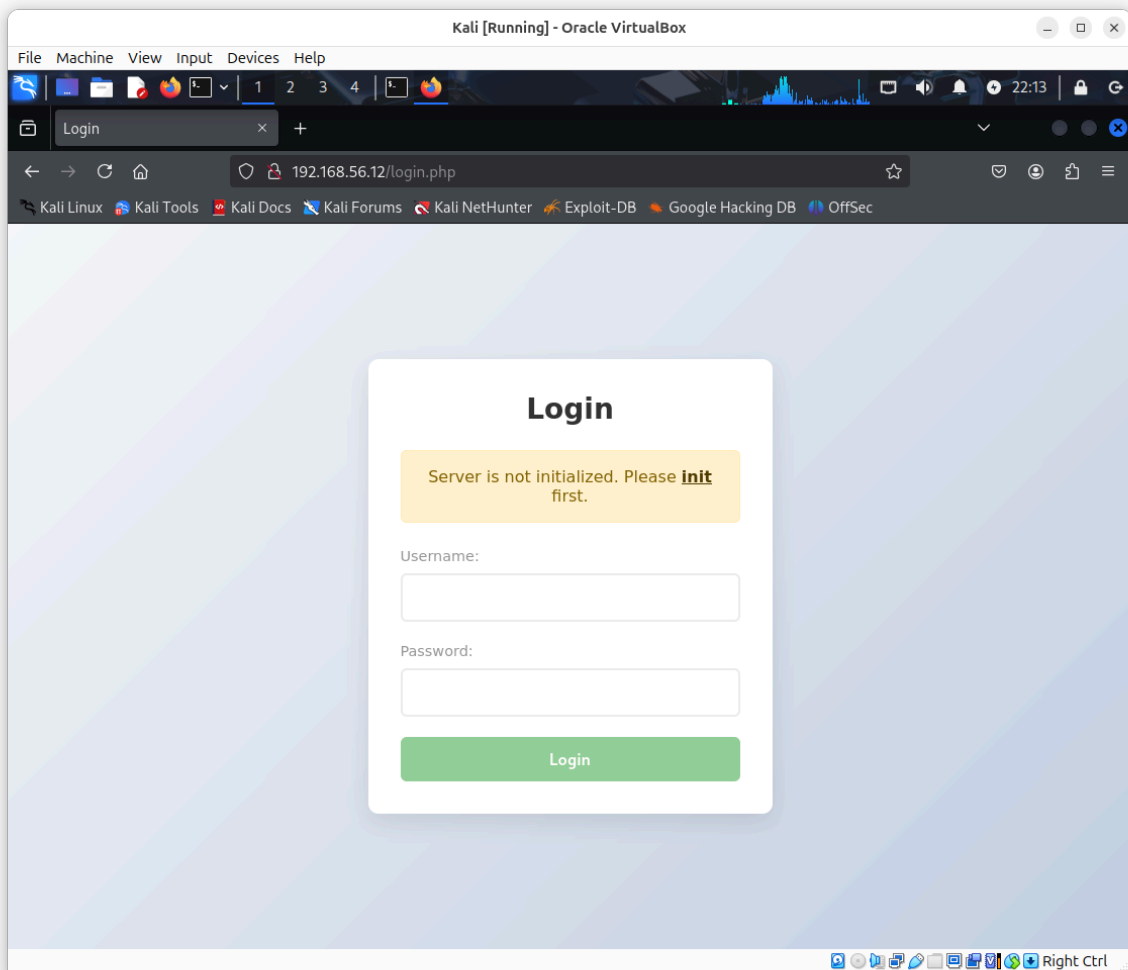 Kali [Running] - Oracle VirtualBox
File Machine View Input Devices Help
1 2 3 4 22:13
Login
192.168.56.12/login.php
Kali Linux Kali Tools Kali Docs Kali Forums Kali NetHunter Exploit-DB Google Hacking DB OffSec
Login
Server is not initialized. Please init
first.
Username:
Password:
Login
Right Ctrl